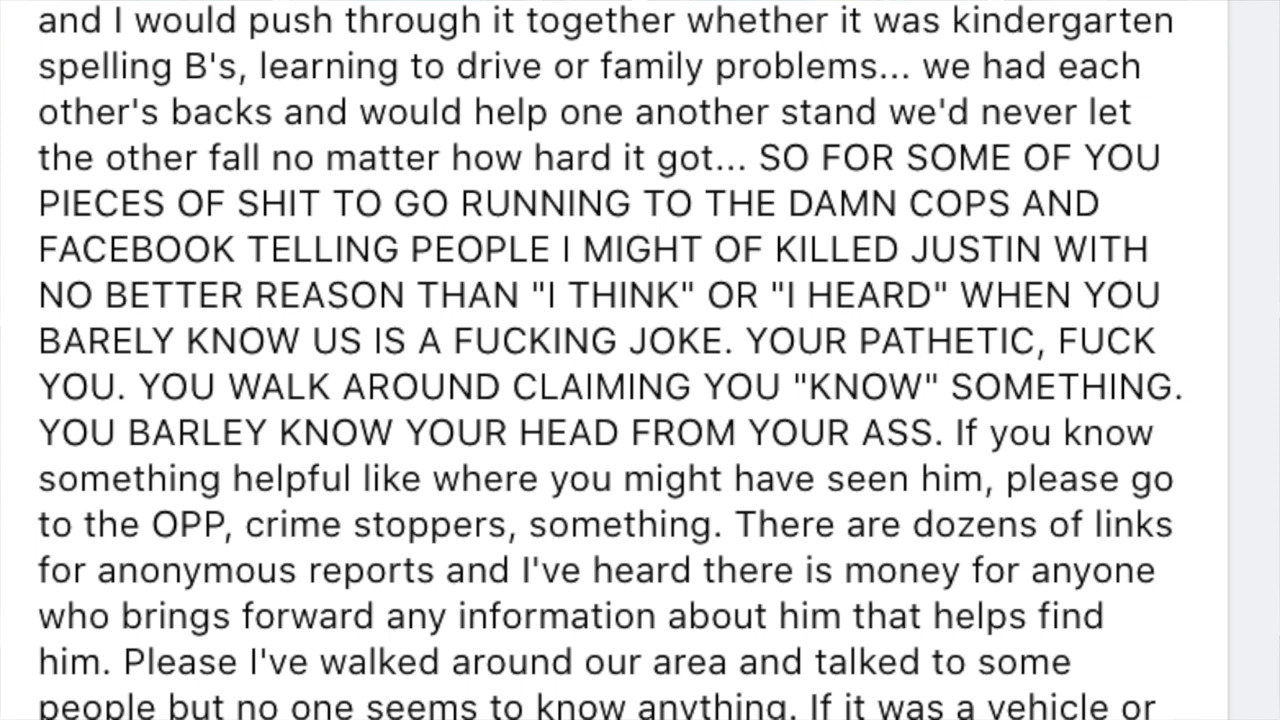 and I would push through it together whether it was kindergarten
spelling B's, learning to drive or family problems... we had each
other's backs and would help one another stand we'd never let
the other fall no matter how hard it got... SO FOR SOME OF YOU
PIECES OF SHIT TO GO RUNNING TO THE DAMN COPS AND
FACEBOOK TELLING PEOPLE I MIGHT OF KILLED JUSTIN WITH
NO BETTER REASON THAN "I THINK" OR "I HEARD" WHEN YOU
BARELY KNOW US IS A FUCKING JOKE. YOUR PATHETIC, FUCK
YOU. YOU WALK AROUND CLAIMING YOU "KNOW" SOMETHING.
YOU BARLEY KNOW YOUR HEAD FROM YOUR ASS. If you know
something helpful like where you might have seen him, please go
to the OPP, crime stoppers, something. There are dozens of links
for anonymous reports and I've heard there is money for anyone
who brings forward any information about him that helps find
him. Please I've walked around our area and talked to some
people but no one seems to know anything. If it was a vehicle or